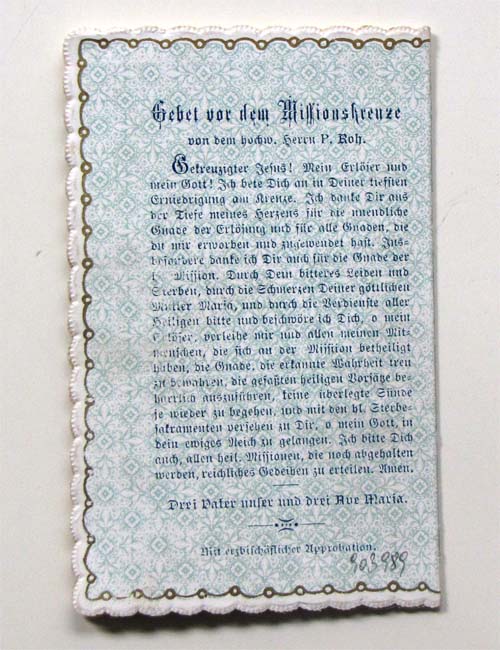 Gebet vor dem Missionskreuze
von dem hochw. Herrn P. Roh.
Gekreuzigter Jesus! Mein Erlöser und
mein Gott! Ich bete Dich an in Deiner tiefsten
Erniedrigung am Kreuze. Ich danke Dir aus
der Tiefe meines Herzens für die unendliche
Gnade der Erlösung und für alle Gnaden, die
du mir erworben und zugewendet hast. Ins-
besondere danke ich Dir auch für die Gnade der
Mission. Durch Dein bitteres Leiden und
Sterben, durch die Schmerzen Deiner göttlichen
Mutter Maria, und durch die Verdienste aller
Heiligen bitte und beschwöre ich Dich, o mein
Erlöser, verleihe mir und allen meinen Mit-
menschen, die sich an der Mission betheiligt
haben, die Gnade, die erkannte Wahrheit treu
zu bewahren, die gefaßten heiligen Vorsätze be-
harrlich auszuführen, keine überlegte Sünde
je wieder zu begehen, und mit den hl. Sterbe-
sakramenten versehen zu Dir, o mein Gott, in
dein ewiges Reich zu gelangen. Ich bitte Dich
auch, allen heil. Missionen, die noch abgehalten
werden, reichliches Gedeihen zu erteilen. Amen.
Drei Vater unser und drei Ave Maria.
Mit erzbischöflicher Approbation.
903989